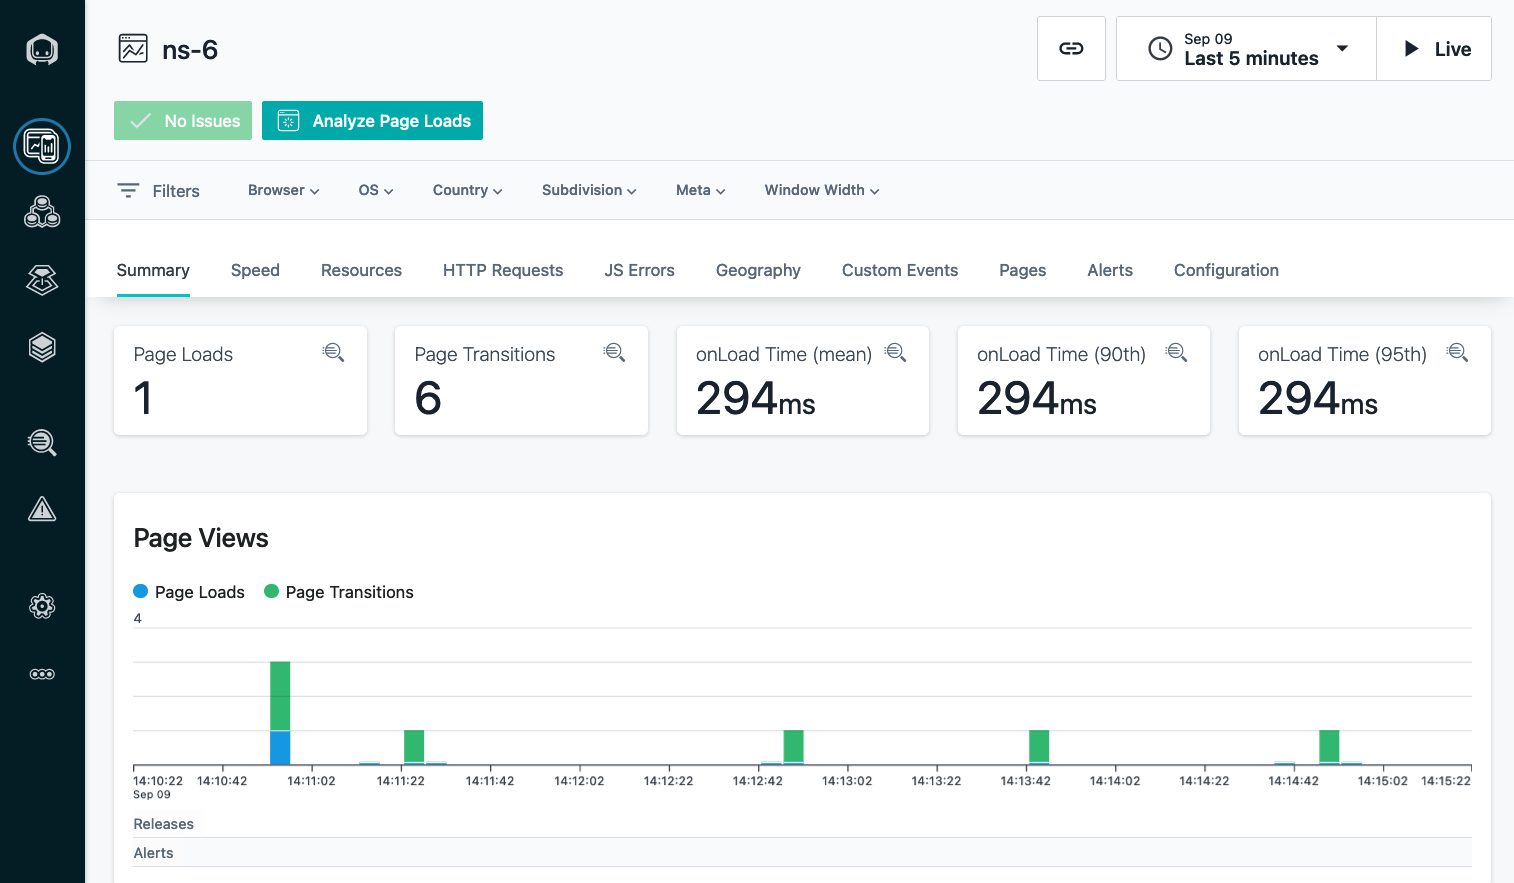 ns-6
Sep 09
Last 5 minutes
Live
No Issues
Analyze Page Loads
Filters
Browser
OS
Country
Subdivision
Meta
Window Width
Summary
Speed
Resources
HTTP Requests
JS Errors
Geography
Custom Events
Pages
Alerts
Configuration
Page Loads
1
Page Transitions
6
onLoad Time (mean)
294ms
onLoad Time (90th)
294ms
onLoad Time (95th)
294ms
Page Views
Page Loads
Page Transitions
4
14:10:22 14:10:42 14:11:02 14:11:22 14:11:42 14:12:02 14:12:22 14:12:42 14:13:02 14:13:22 14:13:42 14:14:02 14:14:22 14:14:42 14:15:02 14:15:22
Sep 09
Releases
Alerts